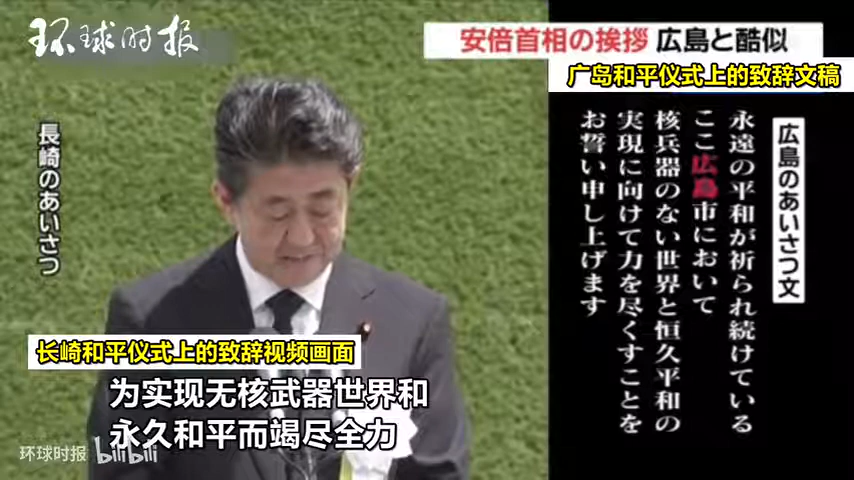 环球时报
安倍首相の挨拶 広島と酷似
广岛和平仪式上的致辞文稿
長崎のあいさつ
広島のあいさつ文
永遠の平和が祈られ続けている
ここ広島市において
核兵器のない世界と恒久平和の
実現に向けて力を尽くすことを
お誓い申し上げます
长崎和平仪式上的致辞视频画面
为实现无核武器世界和
永久和平而竭尽全力
环球时报 bilibili